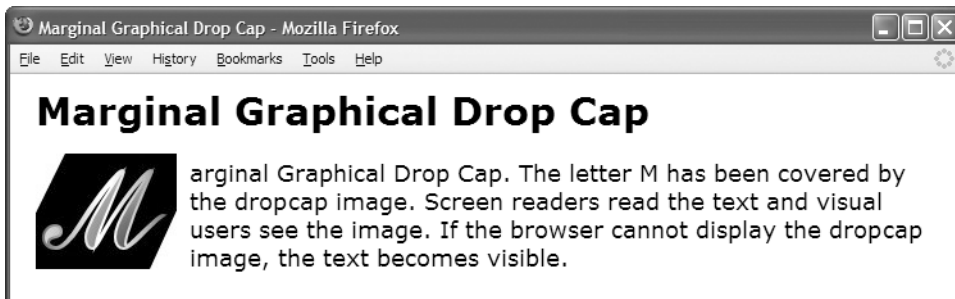 Marginal Graphical Drop Cap - Mozilla Firefox
File Edit View History Bookmarks Tools Help
Marginal Graphical Drop Cap
M
arginal Graphical Drop Cap. The letter M has been covered by
the dropcap image. Screen readers read the text and visual
users see the image. If the browser cannot display the dropcap
image, the text becomes visible.